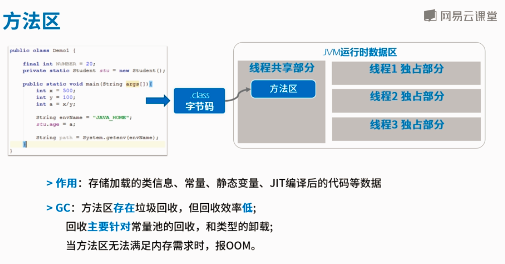 方法区
网易云课堂
public class Demo1 {
final int NUMBER = 20;
private static Student stu = new Student();
public static void main(String args[]){
int x = 500;
int y = 100;
int a = x/y;
String envName = "JAVA_HOME";
stu.age = a;
String path = System.getenv(envName);
}
}
class
字节码
JVM运行时数据区
线程共享部分
方法区
线程1 独占部分
线程2 独占部分
线程3 独占部分
> 作用：存储加载的类信息、常量、静态变量、JIT编译后的代码等数据
> GC：方法区存在垃圾回收，但回收效率低;
回收主要针对常量池的回收，和类型的卸载;
当方法区无法满足内存需求时，报OOM。